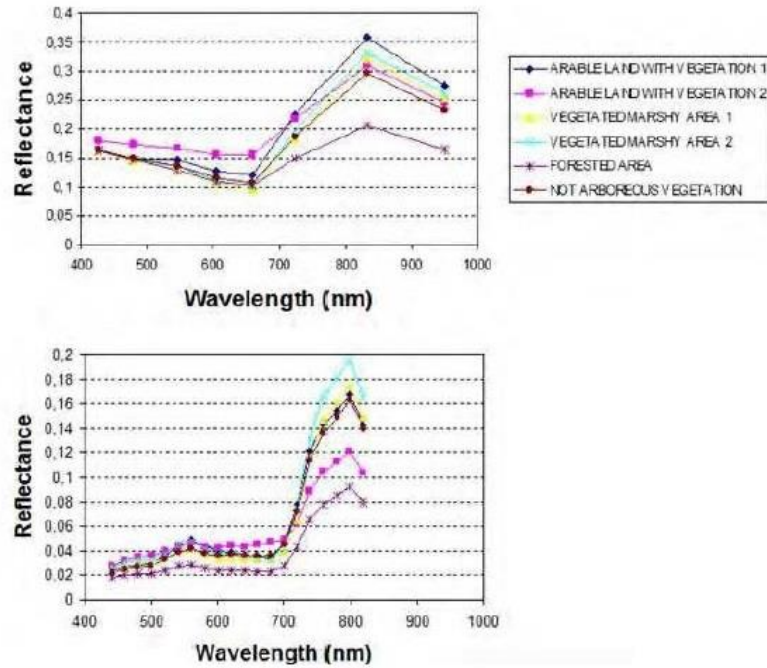 0,4
0,35
0,3
0,25
0,2
0,15
0,1
0,05
0
Reflectance
400 500 600 700 800 900 1000
Wavelength (nm)
ARABLE LAND WITH VEGETATION 1
ARABLE LAND WITH VEGETATION 2
VEGETATED MARSHY AREA 1
VEGETATED MARSHY AREA 2
FORESTED AREA
NOT ARBOREOUS VEGETATION
0,2
0,18
0,16
0,14
0,12
0,1
0,08
0,06
0,04
0.02
0
Reflectance
400 500 600 700 800 900 1000
Wavelength (nm)